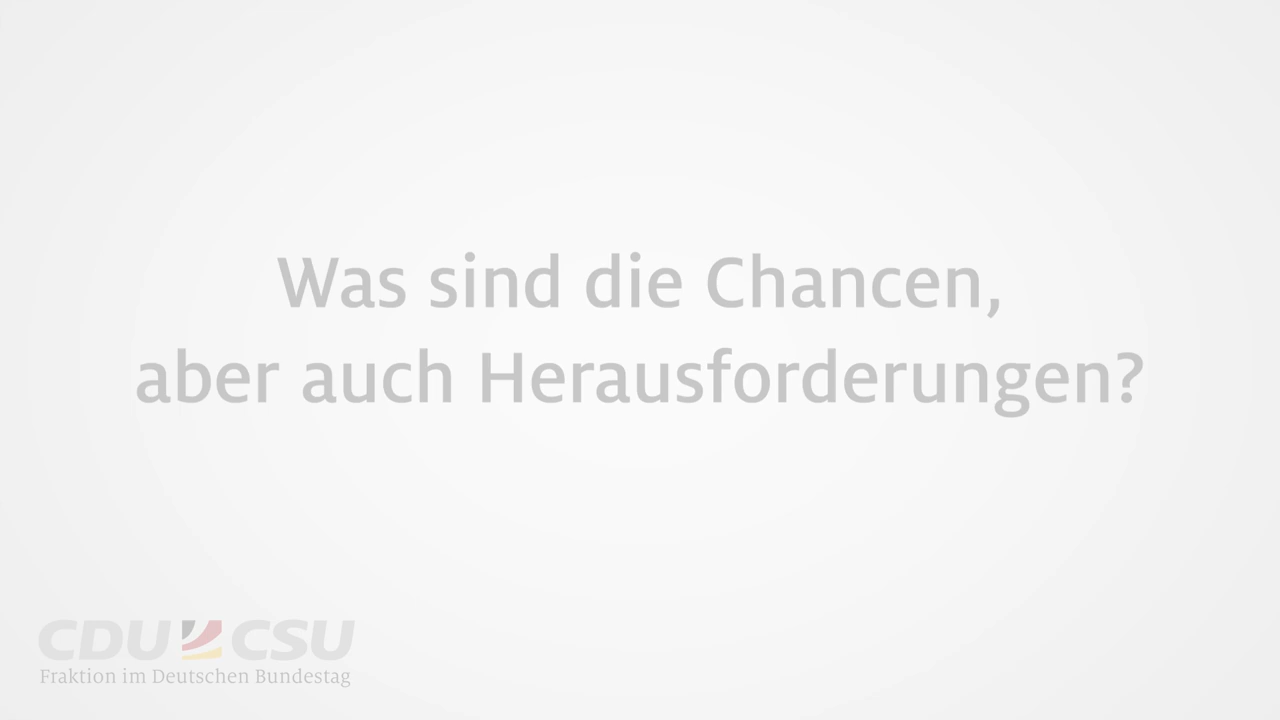 Was sind die Chancen,
aber auch Herausforderungen?
CDU CSU
Fraktion im Deutschen Bundestag